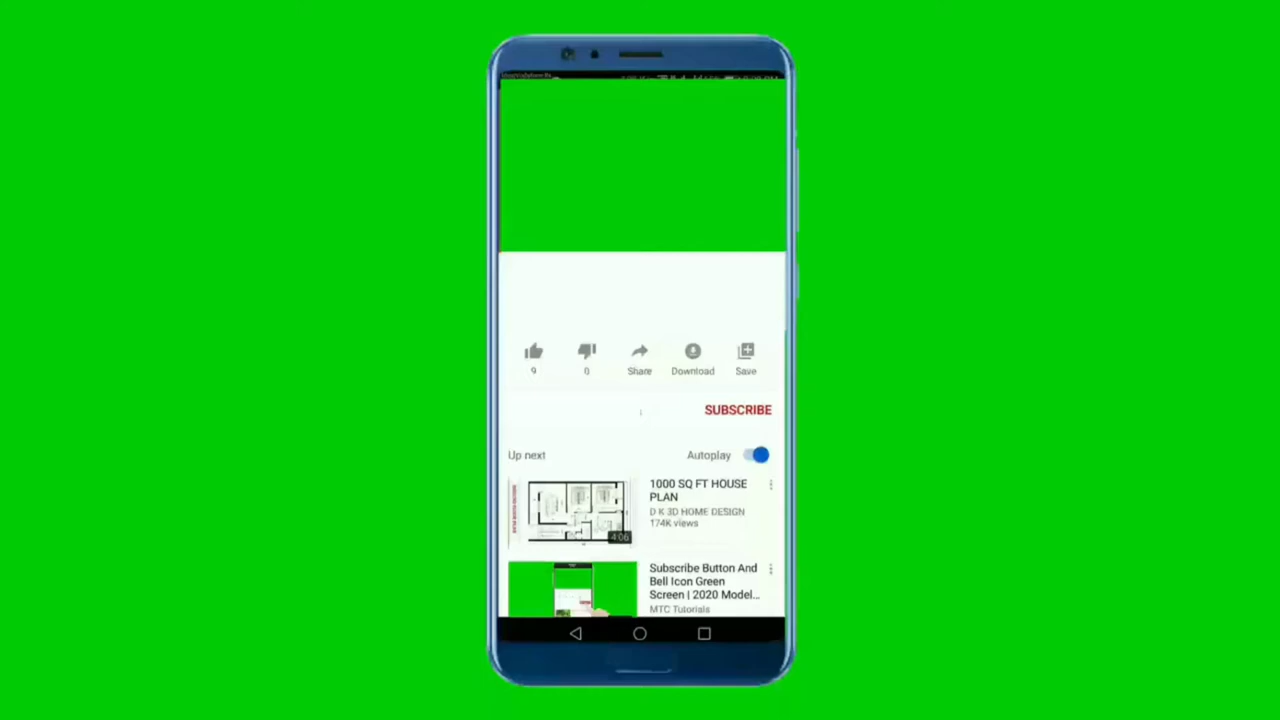 9
0
Share
Download
Save
SUBSCRIBE
Up next
Autoplay
1000 SQ FT HOUSE
PLAN
D K 3D HOME DESIGN
174K views
4:06
Subscribe Button And
Bell Icon Green
Screen | 2020 Model...
MTC Tutorials